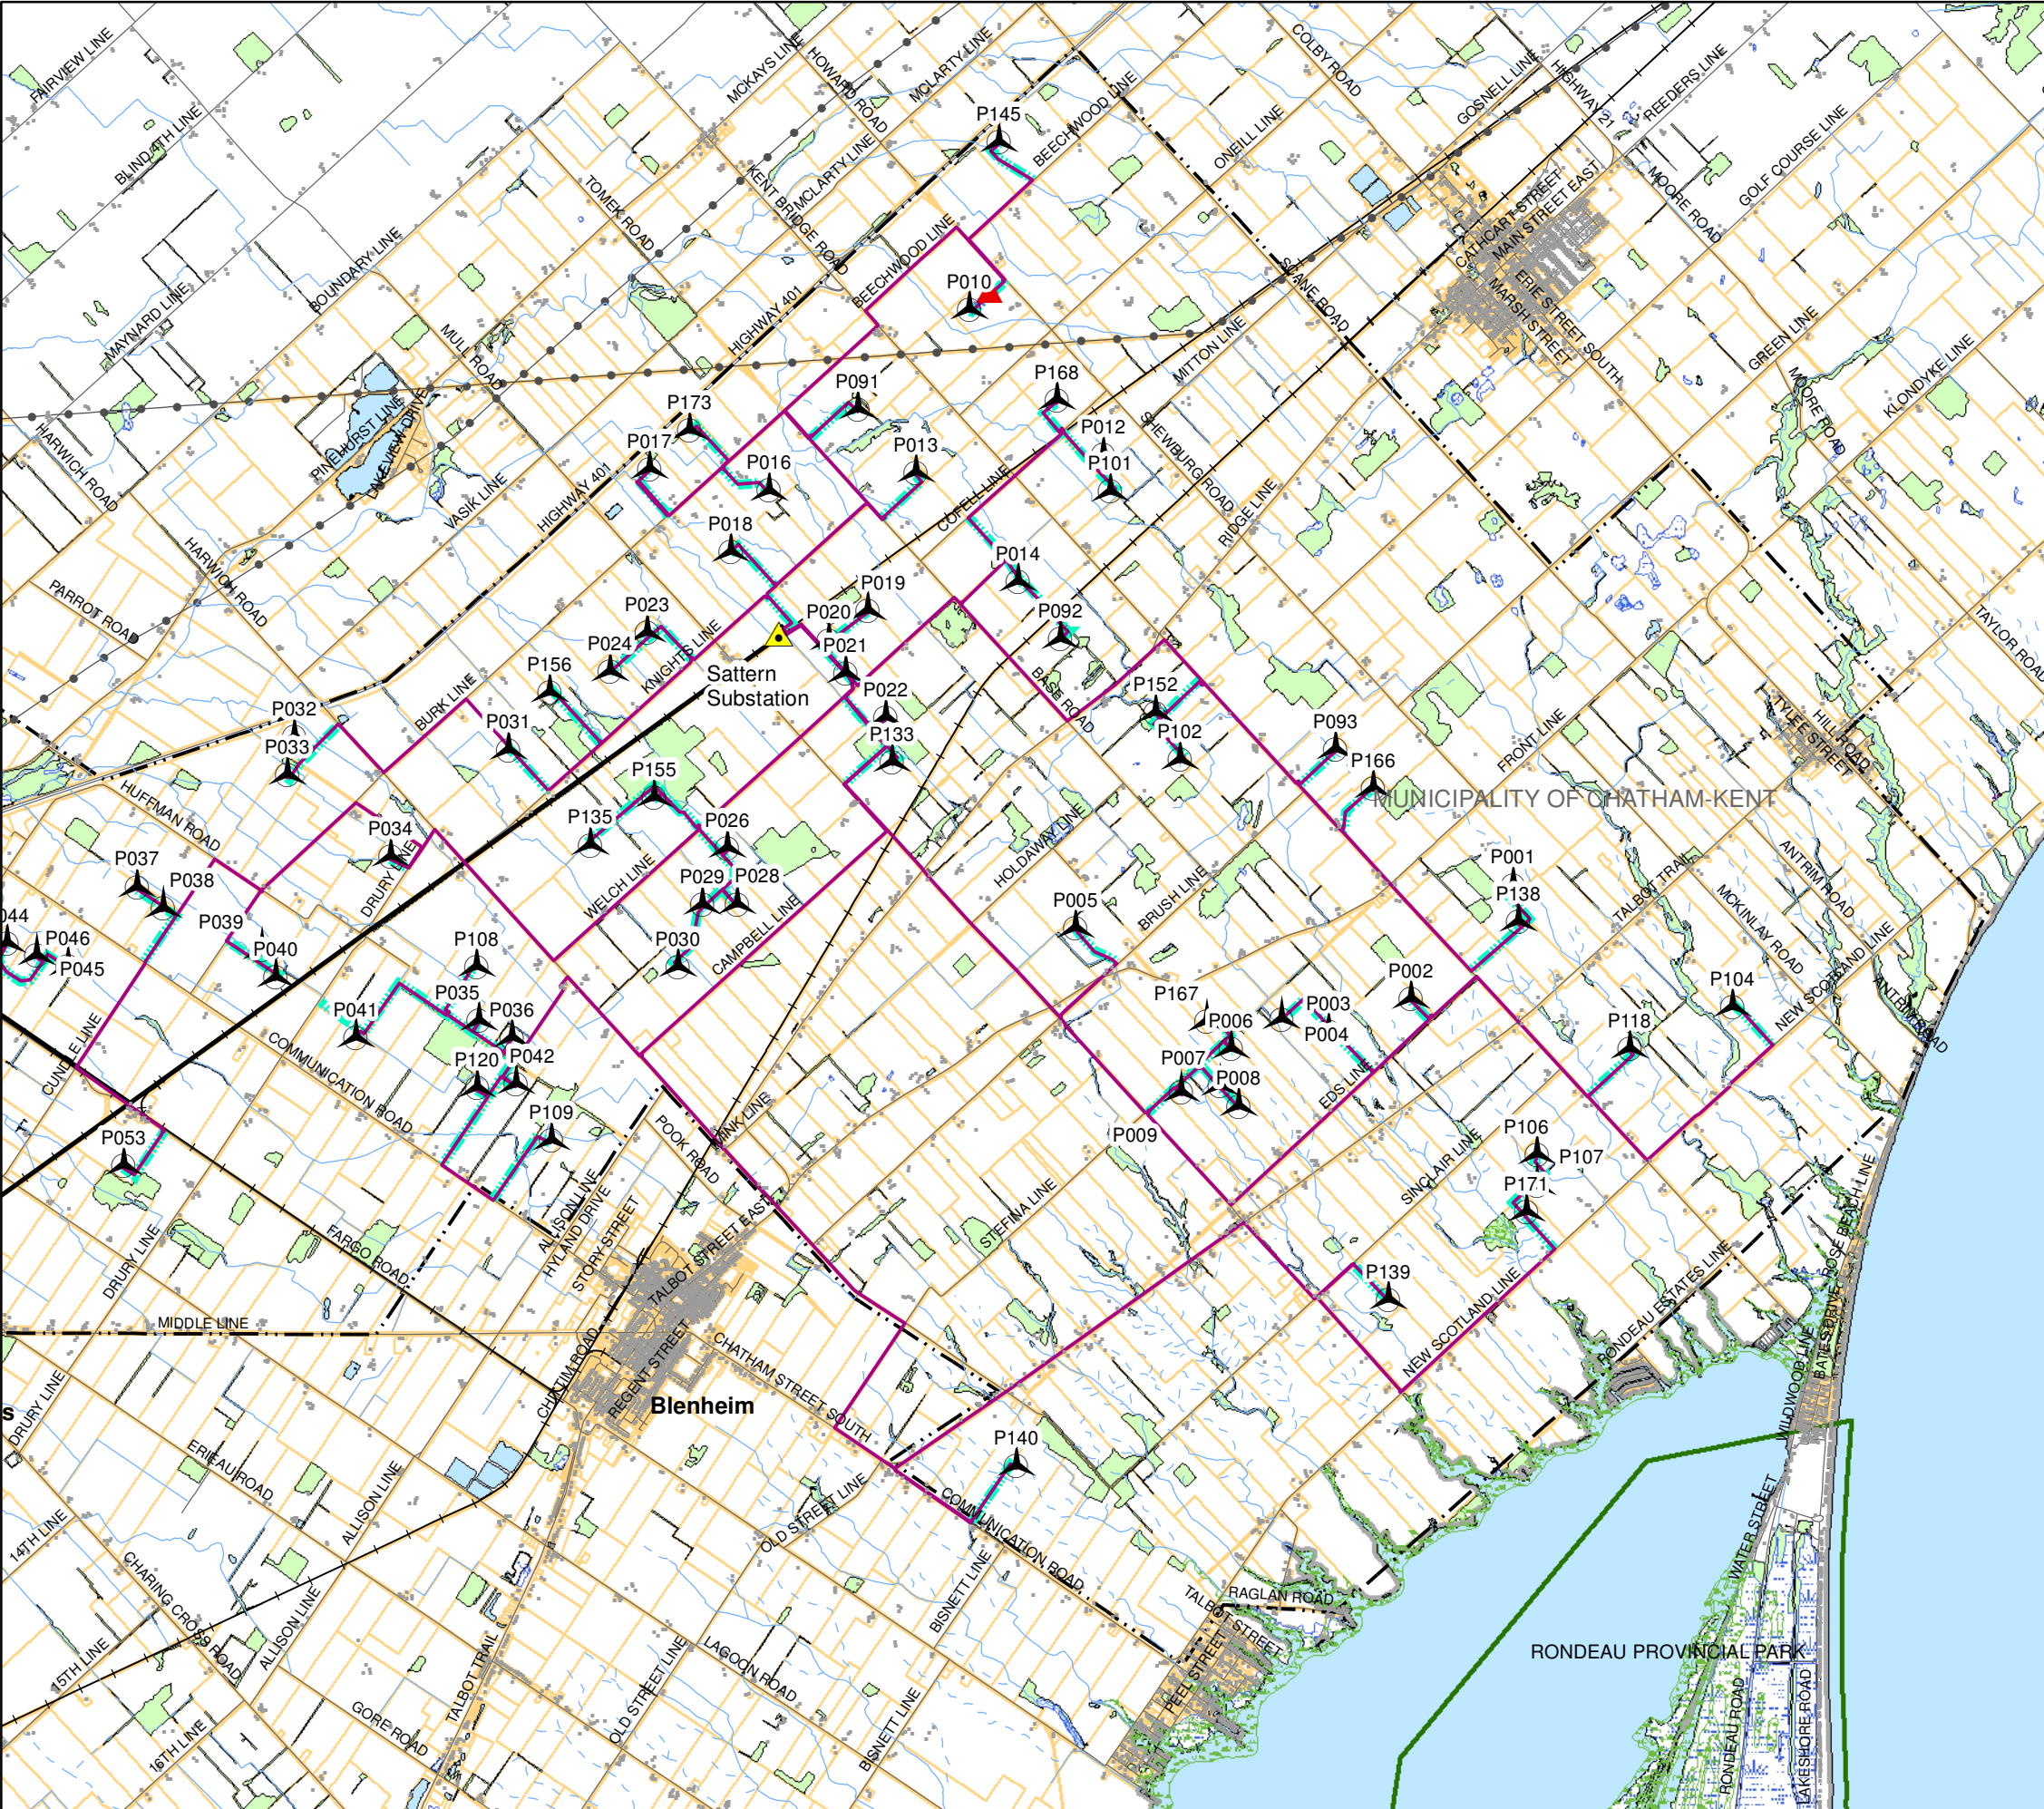 FAIRVIEW LINE
MCKAYS LINE
HOWARD ROAD
MCLARTY LINE
COLBY ROAD
GOSNELL LINE
HIGHWAY 21
REEDERS LINE
BLIND 4TH LINE
P145
BEECHWOOD LINE
ONEILL LINE
GOLF COURSE LINE
MCLARTY LINE
KENT BRIDGE ROAD
TOMEK ROAD
CATHCART STREET
MAIN STREET EAST
MOORE ROAD
BOUNDARY LINE
BEECHWOOD LINE
SCANE ROAD
ERIE STREET SOUTH
MARSH STREET
MAYNARD LINE
MULL ROAD
HIGHWAY 401
P010
MITTON LINE
GREEN LINE
KLONDYKE LINE
MOORE ROAD
PINEHURST LINE
LAKEVIEW DRIVE
P173
P091
P168
P012
SHEWBURG ROAD
HARWICH ROAD
P017
P016
P013
P101
VASIK LINE
HIGHWAY 401
COFELL LINE
RIDGE LINE
P018
P014
HARWICH ROAD
PARROT ROAD
P023
P024
KNIGHTS LINE
P020
P019
P021
P092
TAYLOR ROAD
Sattern
Substation
P156
BURK LINE
P022
BASE ROAD
P152
P032
P031
P033
P133
P102
P093
P166
FRONT LINE
HILL ROAD
TYLEE STREET
MUNICIPALITY OF CHATHAM-KENT
HUFFMAN ROAD
P155
P135
P034
P026
HOLDAWAY LINE
P037
P038
DRURY LINE
WELCH LINE
P029
P028
BRUSH LINE
P001
P138
TALBOT TRAIL
ANTRIM ROAD
MCKINLAY ROAD
P005
P039
P040
044
P046
P045
P108
P030
CAMPBELL LINE
P002
P104
NEW SCOTLAND LINE
ANTRIM ROAD
P041
P035
P036
P167
P006
P003
P004
P118
CUNDLE LINE
COMMUNICATION ROAD
P120
P042
P007
P008
EDS LINE
P109
P053
POOK ROAD
MINK LINE
P009
SINCLAIR LINE
P106
P107
P171
ALLISON LINE
HYLAND DRIVE
STORY STREET
TALBOT STREET EAST
STEFINA LINE
DRURY LINE
FARGO ROAD
P139
NEW SCOTLAND LINE
RONDEAU ESTATES LINE
ROSE BEACH LINE
BATES DRIVE
WILDWOOD LINE
MIDDLE LINE
CHATHAM STREET SOUTH
REGENT STREET
Blenheim
s
DRURY LINE
P140
ERIEAU ROAD
ALLISON LINE
OLD STREET LINE
COMMUNICATION ROAD
WATER STREET
14TH LINE
CHARING CROSS ROAD
ALLISON LINE
BISNETT LINE
RAGLAN ROAD
TALBOT STREET
PEEL STREET
RONDEAU PROVINCIAL PARK
15TH LINE
TALBOT TRAIL
OLD STREET LINE
LAGOON ROAD
GORE ROAD
16TH LINE
BISNETT LINE
RONDEAU ROAD
LAKESHORE ROAD